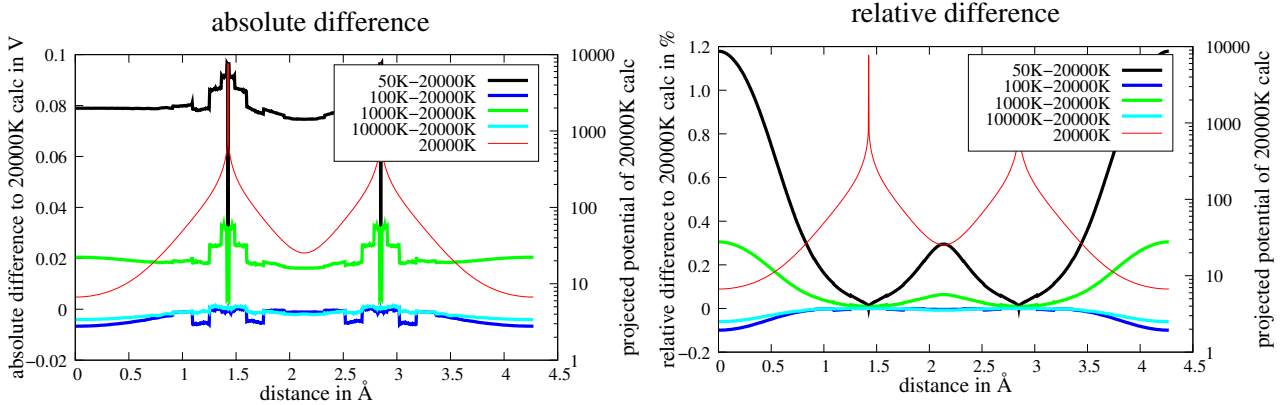 absolute difference
absolute difference to 20000K calc in V
0.1
0.08
0.06
0.04
0.02
0
−0.02
50K−20000K
100K−20000K
1000K−20000K
10000K−20000K
20000K
10000
1000
100
10
1
projected potential of 20000K calc
0 0.5 1 1.5 2 2.5 3 3.5 4 4.5
distance in Å
relative difference
relative difference to 20000K calc in %
1.2
1.0
0.8
0.6
0.4
0.2
0
−0.2
50K−20000K
100K−20000K
1000K−20000K
10000K−20000K
20000K
10000
1000
100
10
1
projected potential of 20000K calc
0 0.5 1 1.5 2 2.5 3 3.5 4 4.5
distance in Å